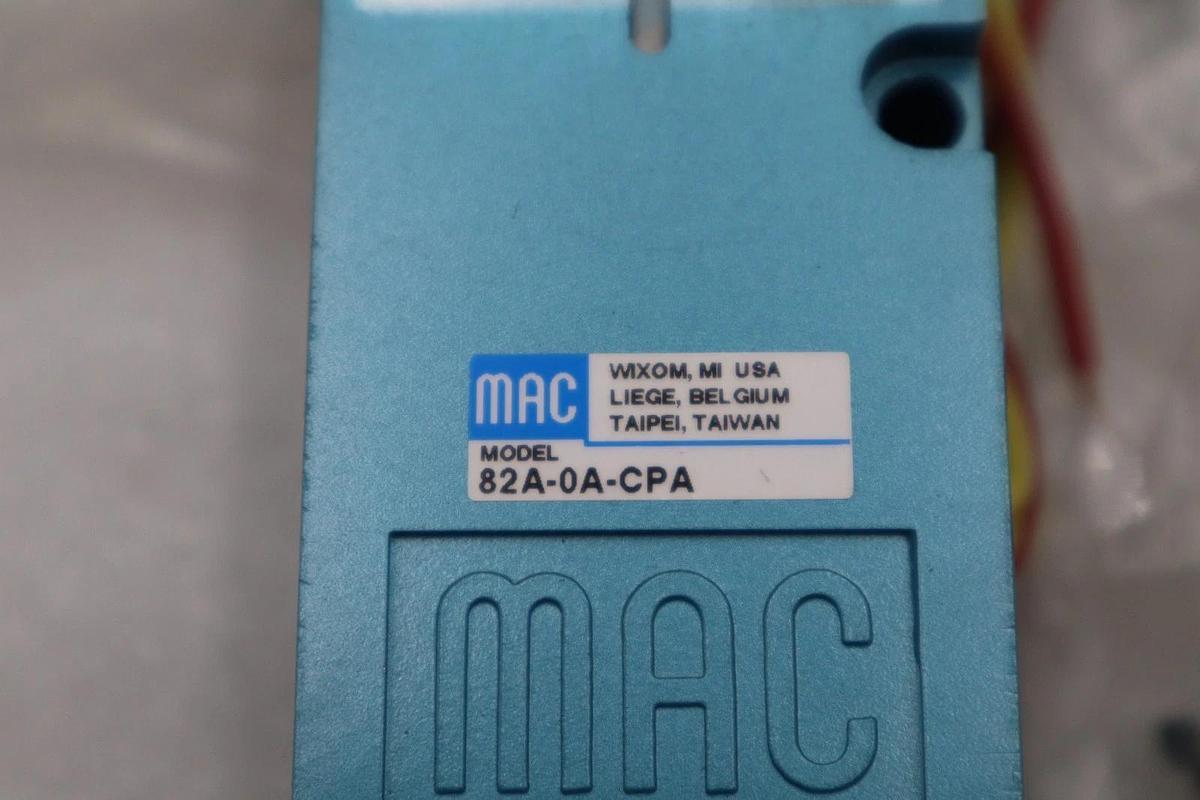 MAC
WIXOM, MI USA
LIEGE, BELGIUM
TAIPEI, TAIWAN
MODEL
82A-0A-CPA
MAC